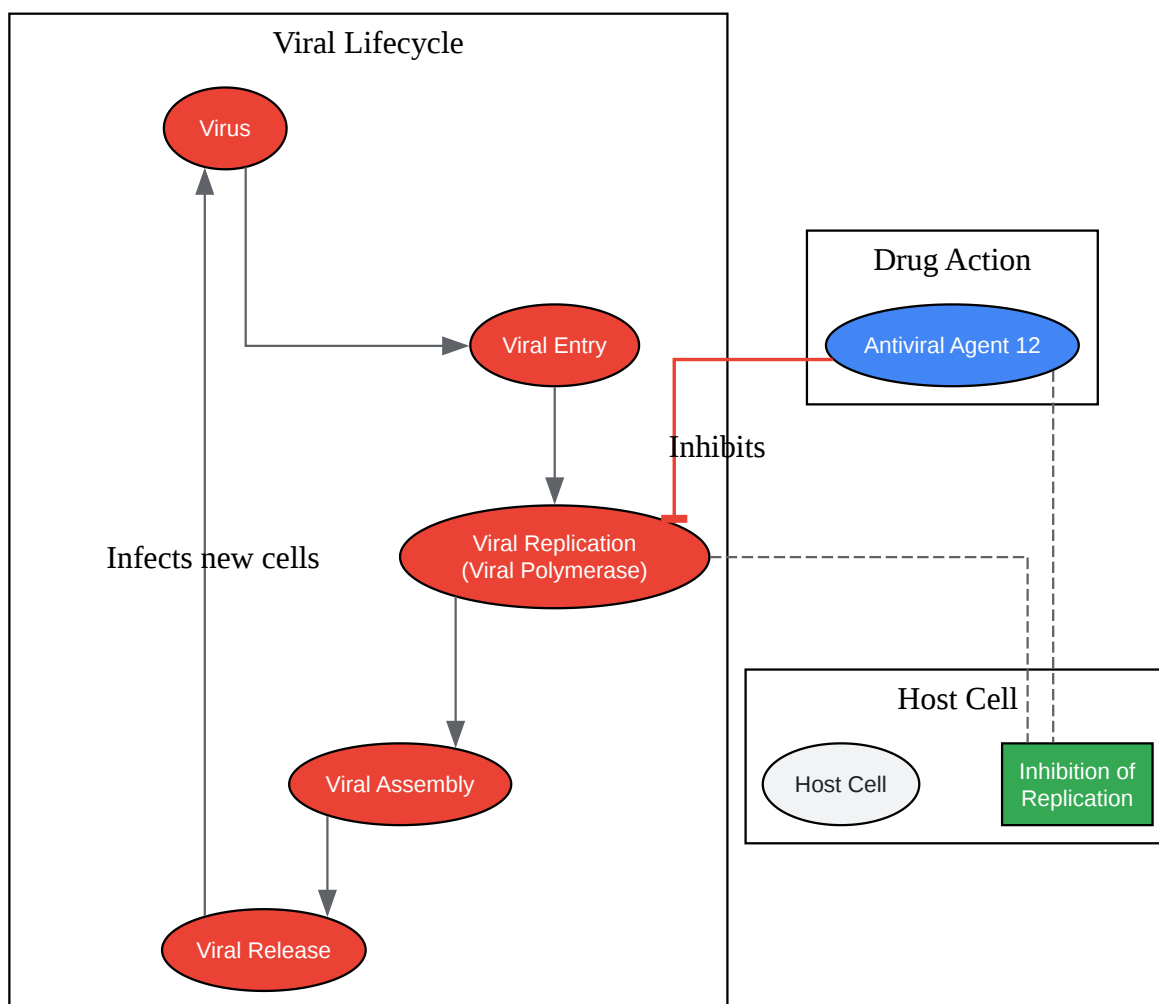 Viral Lifecycle
Virus
Drug Action
Viral Entry
Antiviral Agent 12
Inhibits
Viral Replication
(Viral Polymerase)
Infects new cells
Host Cell
Viral Assembly
Host Cell
Inhibition of
Replication
Viral Release